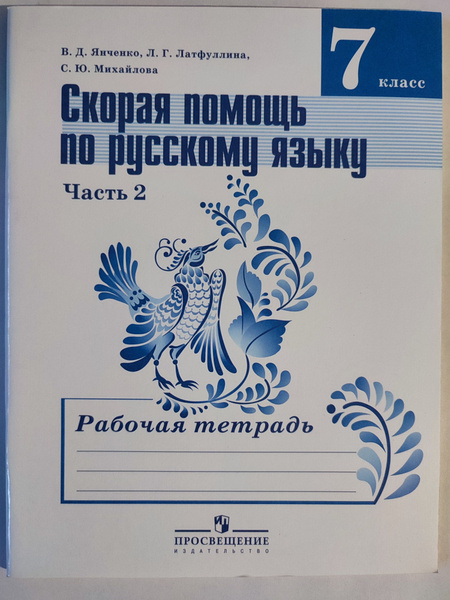 В. Д. Янченко, Л. Г. Латфуллина,
С. Ю. Михайлова
7
класс
Скорая помощь
по русскому языку
Часть 2
Рабочая тетрадь
ПРОСВЕЩЕНИЕ
ИЗДАТЕЛЬСТВО